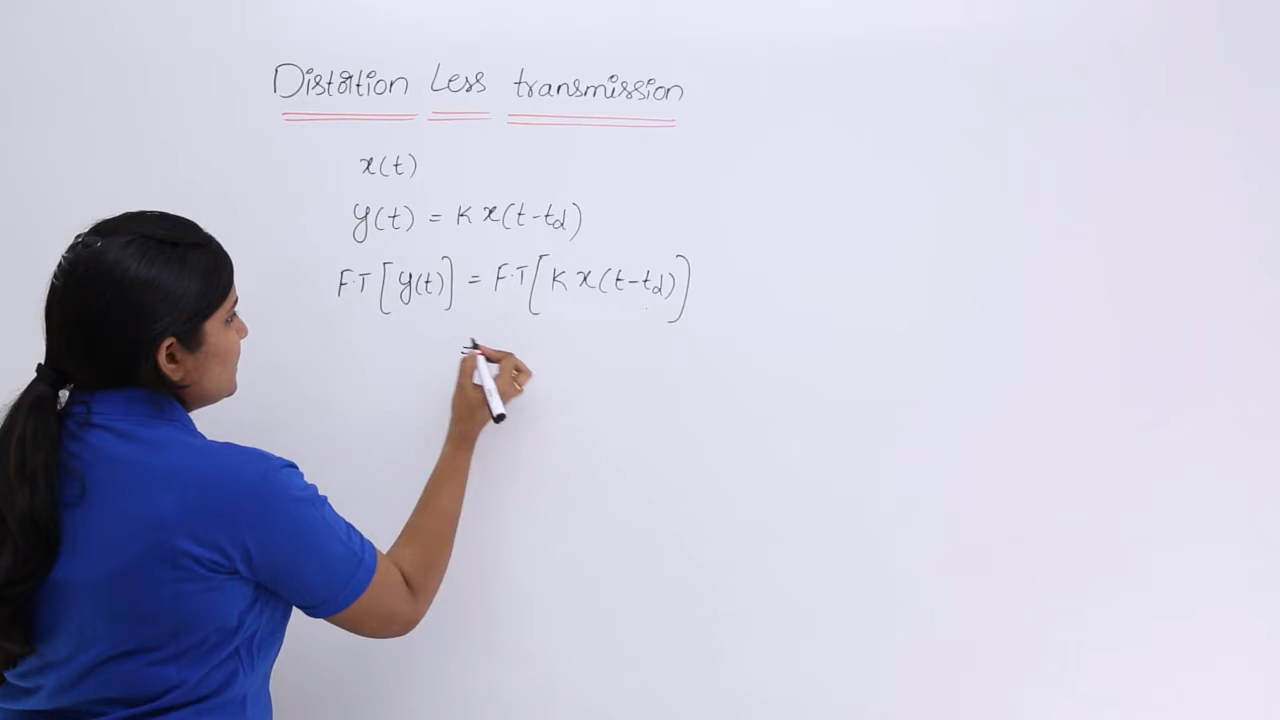 Distortion Less transmission
x(t)
y(t) = K x(t-td)
F.T[y(t)] = F.T[K x(t-td)]
=